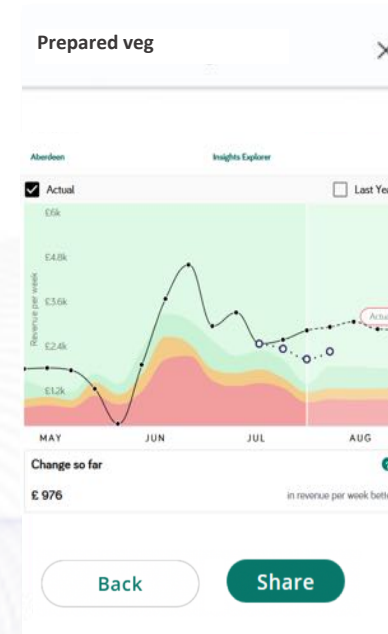 Prepared veg
Aberdeen Insights Explorer
Actual Last Yea
Revenue per week
£6k
£4.8k
£3.6k
£2.4k
£1.2k
Actua
MAY JUN JUL AUG
Change so far
£ 976 in revenue per week bette
Back Share